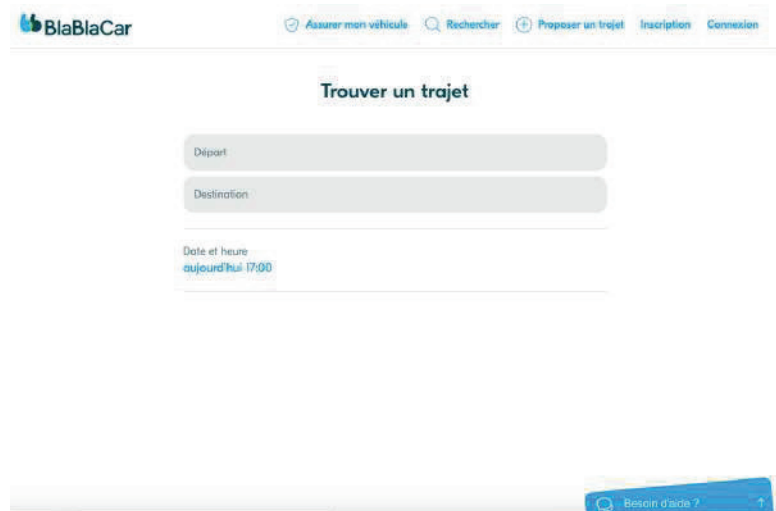 BlaBlaCar
Assurer mon véhicule Rechercher Proposer un trajet Inscription Connexion
Trouver un trajet
Départ
Destination
Date et heure
aujourd'hui 17:00
Besoin d'aide ?